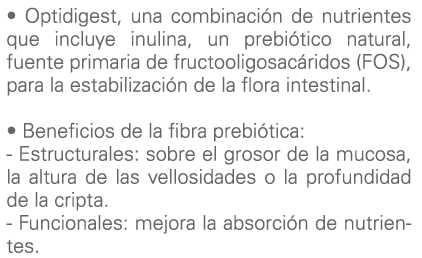 • Optidigest, una combinación de nutrientes
que incluye inulina, un prebiótico natural,
fuente primaria de fructooligosacáridos (FOS),
para la estabilización de la flora intestinal.

• Beneficios de la fibra prebiótica:
- Estructurales: sobre el grosor de la mucosa,
la altura de las vellosidades o la profundidad
de la cripta.
- Funcionales: mejora la absorción de nutrien-
tes.